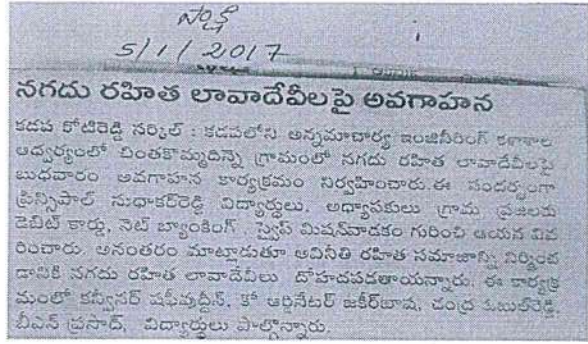 సాక్షి
5/1/2017
నగదు రహిత లావాదేవీలపై అవగాహన
కడప కోటిరెడ్డి సర్కిల్ : కడపలోని అన్నమాచార్య ఇంజినీరింగ్ కళాశాల
ఆధ్వర్యంలో చింతకొమ్మదిన్నె గ్రామంలో నగదు రహిత లావాదేవీలపై
బుధవారం అవగాహన కార్యక్రమం నిర్వహించారు.ఈ సందర్భంగా
ప్రిన్సిపాల్ సుధాకర్‌రెడ్డి విద్యార్థులు, అధ్యాపకులు గ్రామ ప్రజలకు
డెబిట్ కార్డు, నెట్ బ్యాంకింగ్ , స్వైప్ మిషన్‌వాడకం గురించి ఆయన వివ
రించారు. అనంతరం మాట్లాడుతూ అవినీతి రహిత సమాజాన్ని నిర్మించ
డానికి నగదు రహిత లావాదేవీలు దోహదపడతాయన్నారు. ఈ కార్యక్ర
మంలో కన్వీనర్ షఫీవుద్దీన్, కో ఆర్డినేటర్ జకీర్‌బాష, చంద్ర ఓబుల్‌రెడ్డి,
బీఎన్ ప్రసాద్, విద్యార్థులు పాల్గొన్నారు.